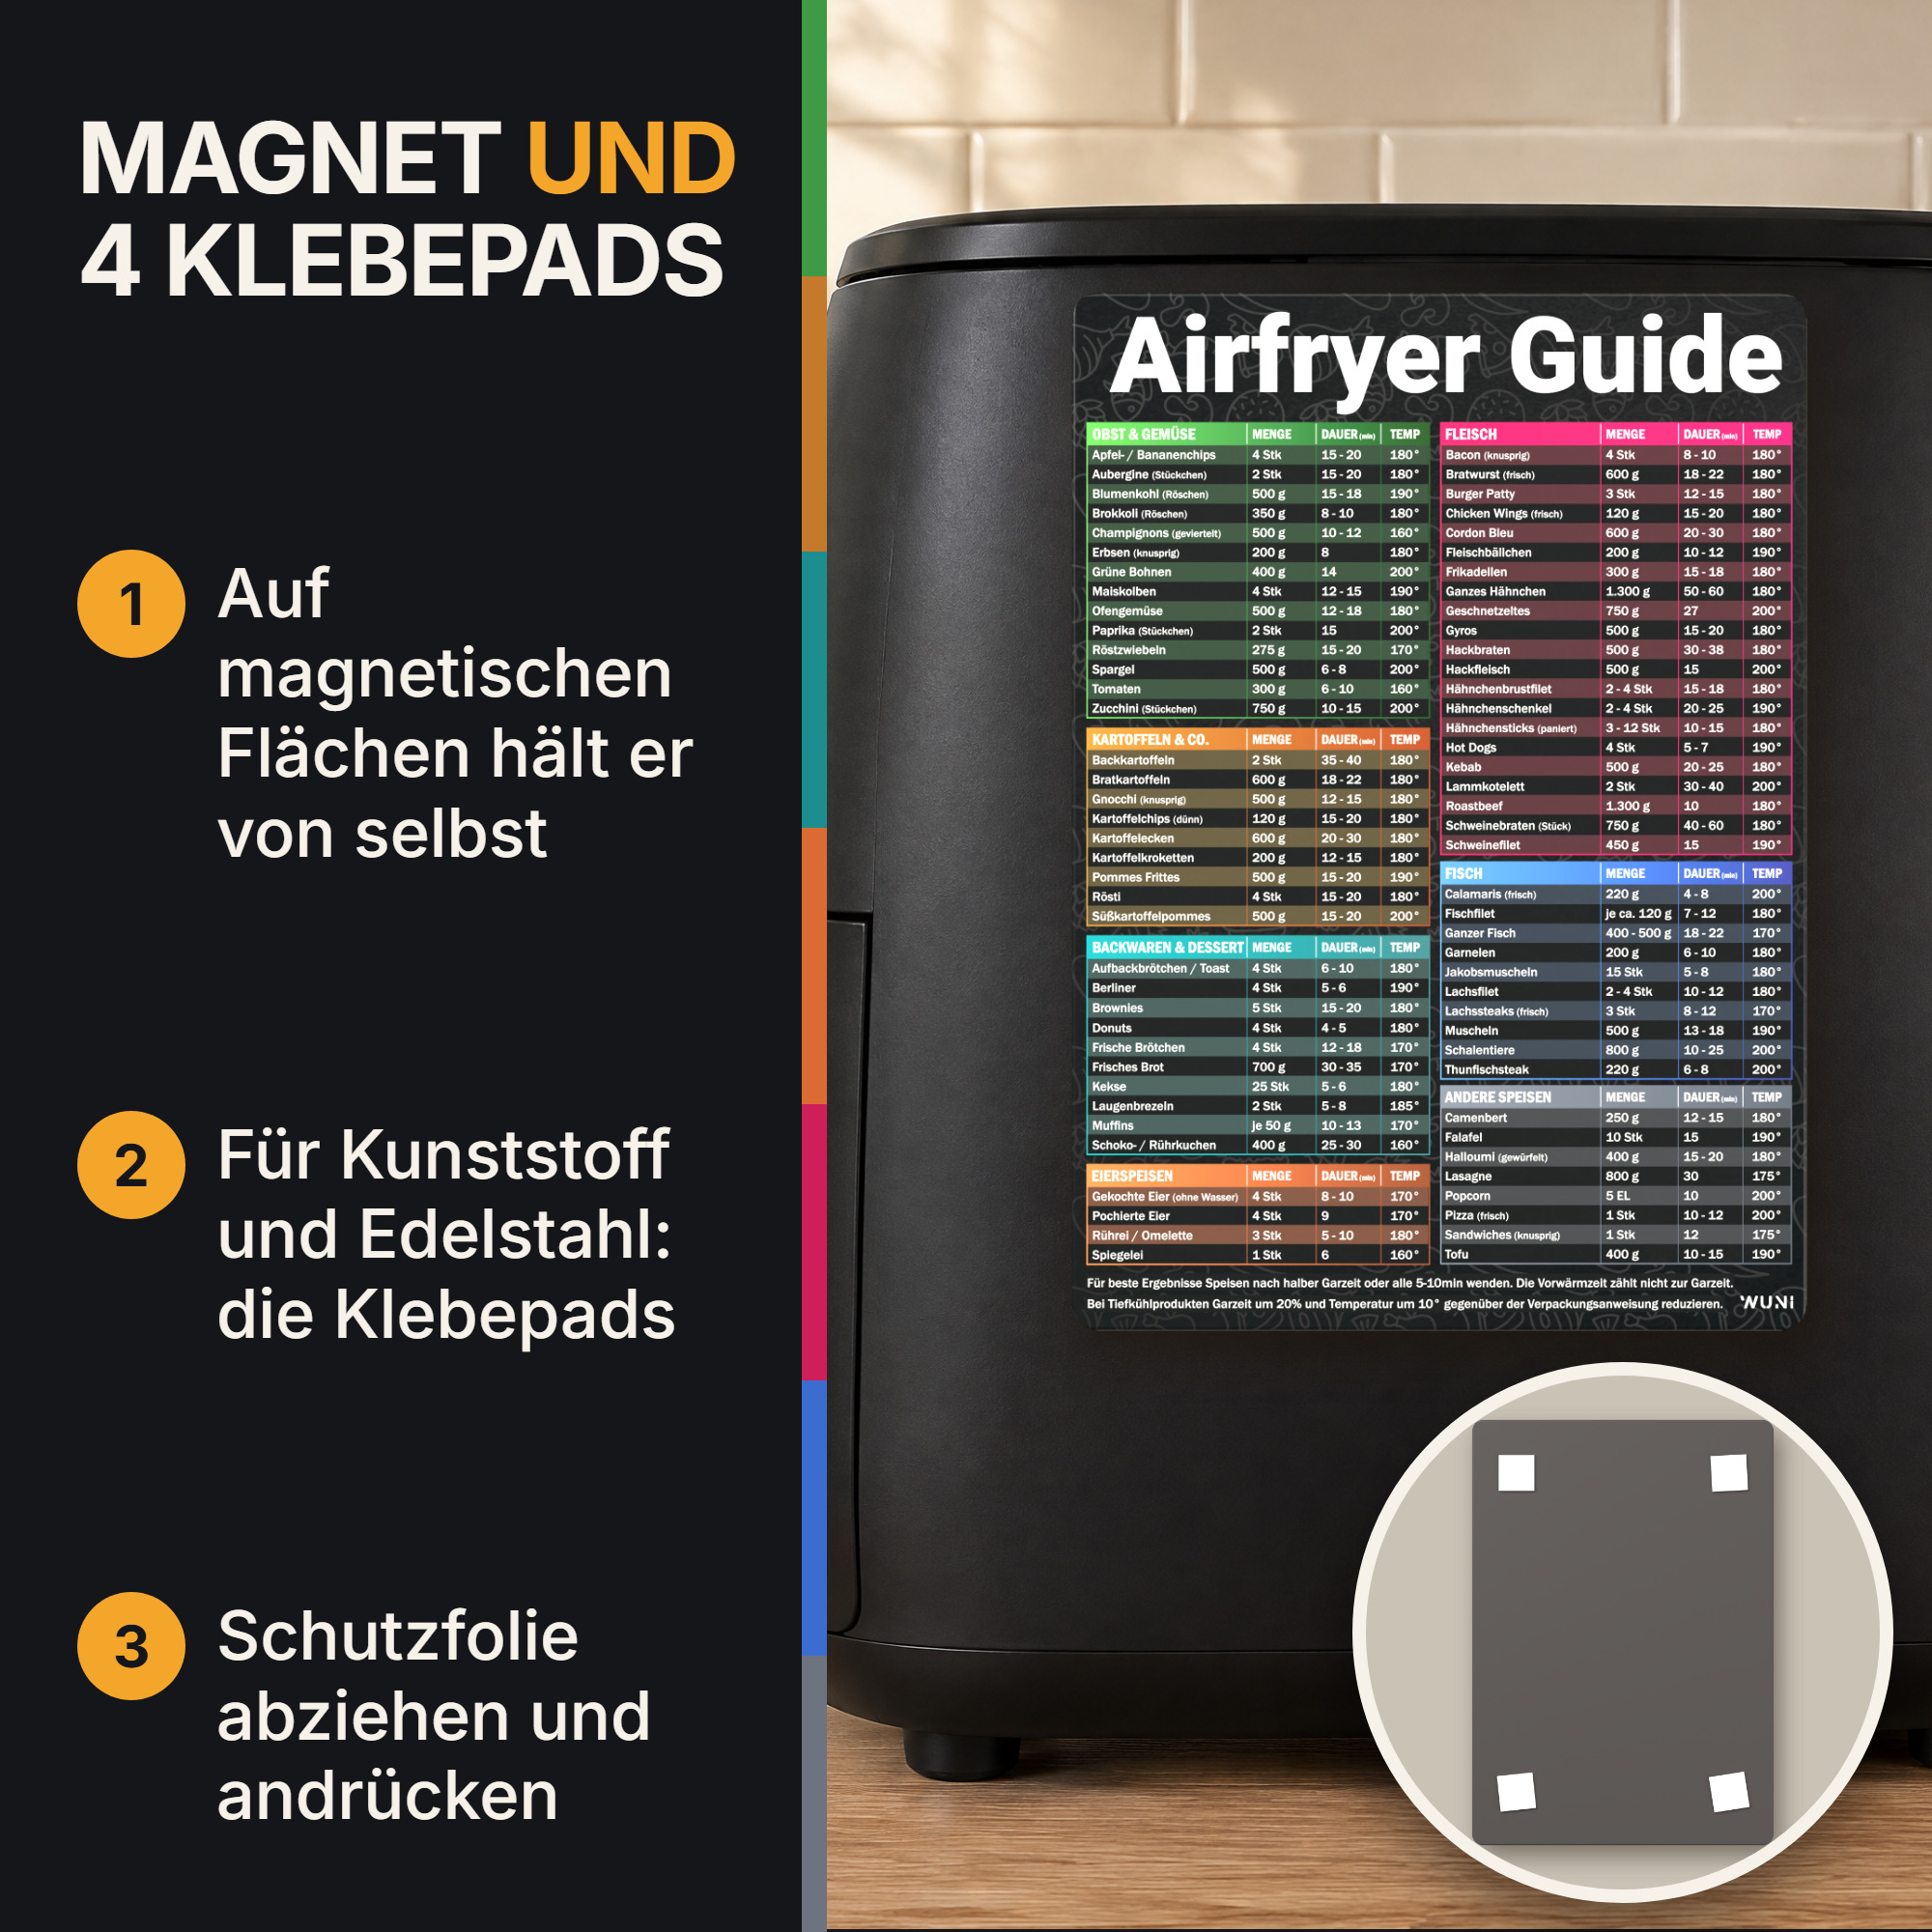 MAGNET UND
4 KLEBEPADS
1
Auf
magnetischen
Flächen hält er
von selbst
2
Für Kunststoff
und Edelstahl:
die Klebepads
3
Schutzfolie
abziehen und
andrücken
Airfryer Guide
OBST & GEMÜSE MENGE DAUER (min) TEMP
Apfel- / Bananenchips 4 Stk 15 - 20 180°
Aubergine (Stückchen) 2 Stk 15 - 20 180°
Blumenkohl (Röschen) 500 g 15 - 18 190°
Brokkoli (Röschen) 350 g 8 - 10 180°
Champignons (geviertelt) 500 g 10 - 12 160°
Erbsen (knusprig) 200 g 8 180°
Grüne Bohnen 400 g 14 200°
Maiskolben 4 Stk 12 - 15 190°
Ofengemüse 500 g 12 - 18 180°
Paprika (Stückchen) 2 Stk 15 200°
Röstzwiebeln 275 g 15 - 20 170°
Spargel 500 g 6 - 8 200°
Tomaten 300 g 6 - 10 160°
Zucchini (Stückchen) 750 g 10 - 15 200°
KARTOFFELN & CO. MENGE DAUER (min) TEMP
Backkartoffeln 2 Stk 35 - 40 180°
Bratkartoffeln 600 g 18 - 22 180°
Gnocchi (knusprig) 500 g 12 - 15 180°
Kartoffelchips (dünn) 120 g 15 - 20 180°
Kartoffelecken 600 g 20 - 30 180°
Kartoffelkroketten 200 g 12 - 15 180°
Pommes Frittes 500 g 15 - 20 190°
Rösti 4 Stk 15 - 20 180°
Süßkartoffelpommes 500 g 15 - 20 200°
BACKWAREN & DESSERT MENGE DAUER (min) TEMP
Aufbackbrötchen / Toast 4 Stk 6 - 10 180°
Berliner 4 Stk 5 - 6 190°
Brownies 5 Stk 15 - 20 180°
Donuts 4 Stk 4 - 5 180°
Frische Brötchen 4 Stk 12 - 18 170°
Frisches Brot 700 g 30 - 35 170°
Kekse 25 Stk 5 - 6 180°
Laugenbrezeln 2 Stk 5 - 8 185°
Muffins je 50 g 10 - 13 170°
Schoko- / Rührkuchen 400 g 25 - 30 160°
EIERSPEISEN MENGE DAUER (min) TEMP
Gekochte Eier (ohne Wasser) 4 Stk 8 - 10 170°
Pochierte Eier 4 Stk 9 170°
Rührei / Omelette 3 Stk 5 - 10 180°
Spiegelei 1 Stk 6 160°
FLEISCH MENGE DAUER (min) TEMP
Bacon (knusprig) 4 Stk 8 - 10 180°
Bratwurst (frisch) 600 g 18 - 22 180°
Burger Patty 3 Stk 12 - 15 180°
Chicken Wings (frisch) 120 g 15 - 20 180°
Cordon Bleu 600 g 20 - 30 180°
Fleischbällchen 200 g 10 - 12 190°
Frikadellen 300 g 15 - 18 180°
Ganzes Hähnchen 1.300 g 50 - 60 180°
Geschnetzeltes 750 g 27 200°
Gyros 500 g 15 - 20 180°
Hackbraten 500 g 30 - 38 180°
Hackfleisch 500 g 15 200°
Hähnchenbrustfilet 2 - 4 Stk 15 - 18 180°
Hähnchenschenkel 2 - 4 Stk 20 - 25 190°
Hähnchensticks (paniert) 3 - 12 Stk 10 - 15 180°
Hot Dogs 4 Stk 5 - 7 190°
Kebab 500 g 20 - 25 180°
Lammkotelett 2 Stk 30 - 40 200°
Roastbeef 1.300 g 10 180°
Schweinebraten (Stück) 750 g 40 - 60 180°
Schweinefilet 450 g 15 190°
FISCH MENGE DAUER (min) TEMP
Calamaris (frisch) 220 g 4 - 8 200°
Fischfilet je ca. 120 g 7 - 12 180°
Ganzer Fisch 400 - 500 g 18 - 22 170°
Garnelen 200 g 6 - 10 180°
Jakobsmuscheln 15 Stk 5 - 8 180°
Lachsfilet 2 - 4 Stk 10 - 12 180°
Lachssteaks (frisch) 3 Stk 8 - 12 170°
Muscheln 500 g 13 - 18 190°
Schalentiere 800 g 10 - 25 200°
Thunfischsteak 220 g 6 - 8 200°
ANDERE SPEISEN MENGE DAUER (min) TEMP
Camenbert 250 g 12 - 15 180°
Falafel 10 Stk 15 190°
Halloumi (gewürfelt) 400 g 15 - 20 180°
Lasagne 800 g 30 175°
Popcorn 5 EL 10 200°
Pizza (frisch) 1 Stk 10 - 12 200°
Sandwiches (knusprig) 1 Stk 12 175°
Tofu 400 g 10 - 15 190°
Für beste Ergebnisse Speisen nach halber Garzeit oder alle 5-10min wenden. Die Vorwärmzeit zählt nicht zur Garzeit.
Bei Tiefkühlprodukten Garzeit um 20% und Temperatur um 10° gegenüber der Verpackungsanweisung reduzieren.
WUNI